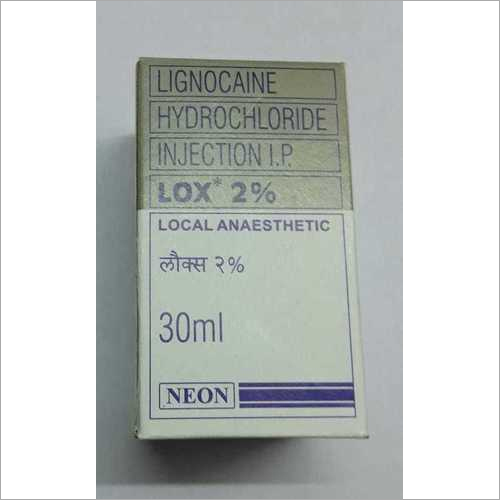 LIGNOCAINE
HYDROCHLORIDE
INJECTION I.P.
LOX* 2%
LOCAL ANAESTHETIC
लौक्स २%
30ml
NEON